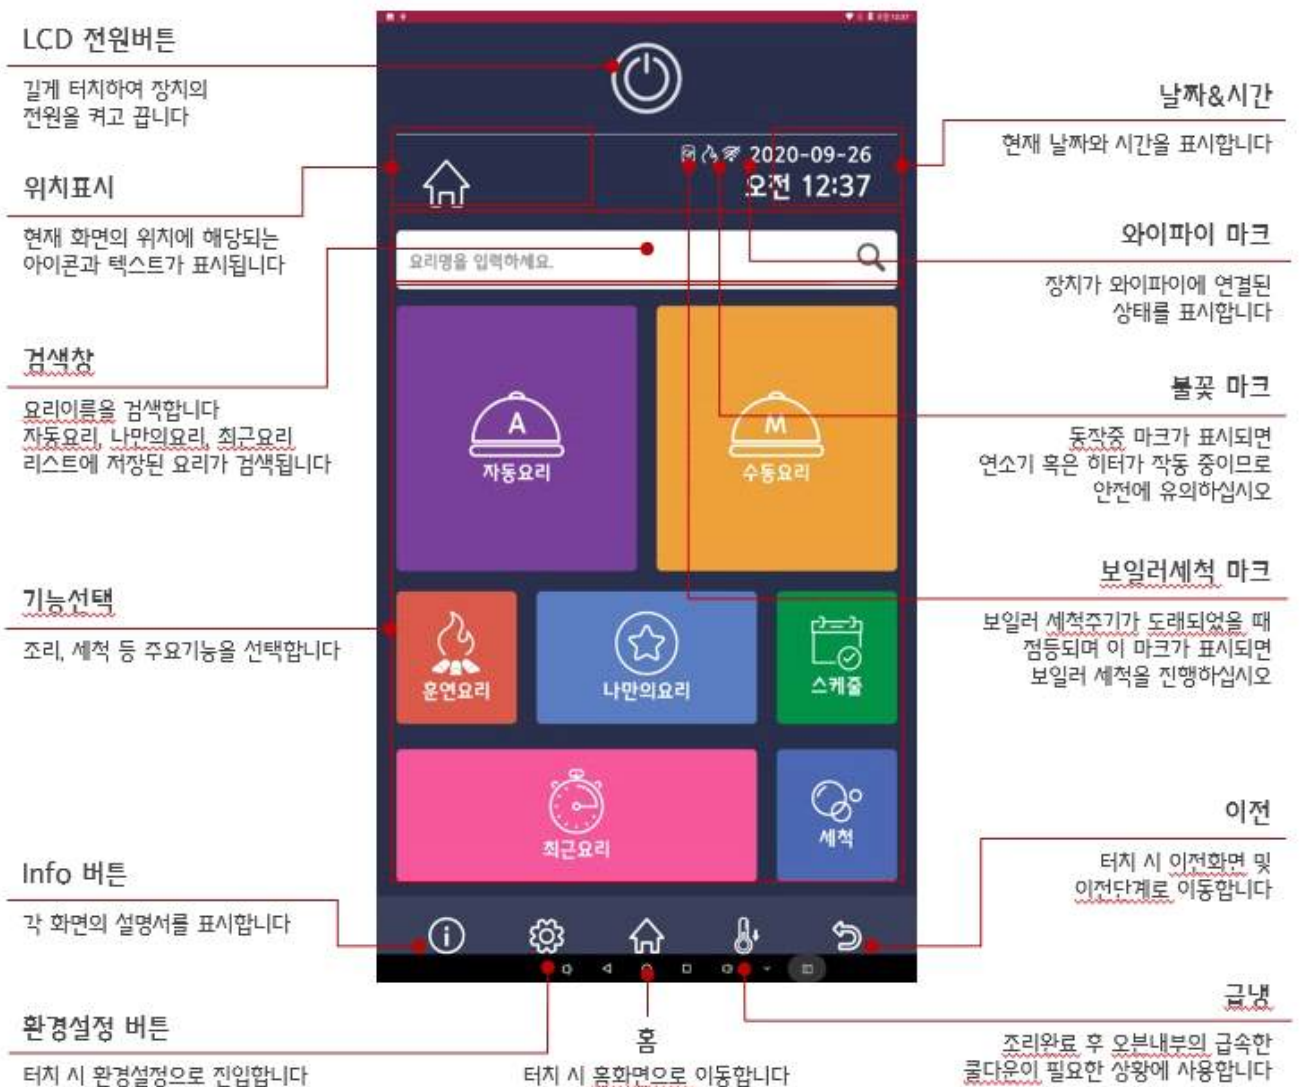 LCD 전원버튼
길게 터치하여 장치의
전원을 켜고 끕니다
위치표시
현재 화면의 위치에 해당되는
아이콘과 텍스트가 표시됩니다
검색창
요리이름을 검색합니다
자동요리, 나만의요리, 최근요리
리스트에 저장된 요리가 검색됩니다
기능선택
조리, 세척 등 주요기능을 선택합니다
Info 버튼
각 화면의 설명서를 표시합니다
환경설정 버튼
터치 시 환경설정으로 진입합니다
2020-09-26
오전 12:37
요리명을 입력하세요.
A
자동요리
M
수동요리
훈연요리
나만의요리
스케줄
최근요리
세척
홈
터치 시 홈화면으로 이동합니다
날짜&시간
현재 날짜와 시간을 표시합니다
와이파이 마크
장치가 와이파이에 연결된
상태를 표시합니다
불꽃 마크
동작중 마크가 표시되면
연소기 혹은 히터가 작동 중이므로
안전에 유의하십시오
보일러세척 마크
보일러 세척주기가 도래되었을 때
점등되며 이 마크가 표시되면
보일러 세척을 진행하십시오
이전
터치 시 이전화면 및
이전단계로 이동합니다
급냉
조리완료 후 오븐내부의 급속한
쿨다운이 필요한 상황에 사용합니다